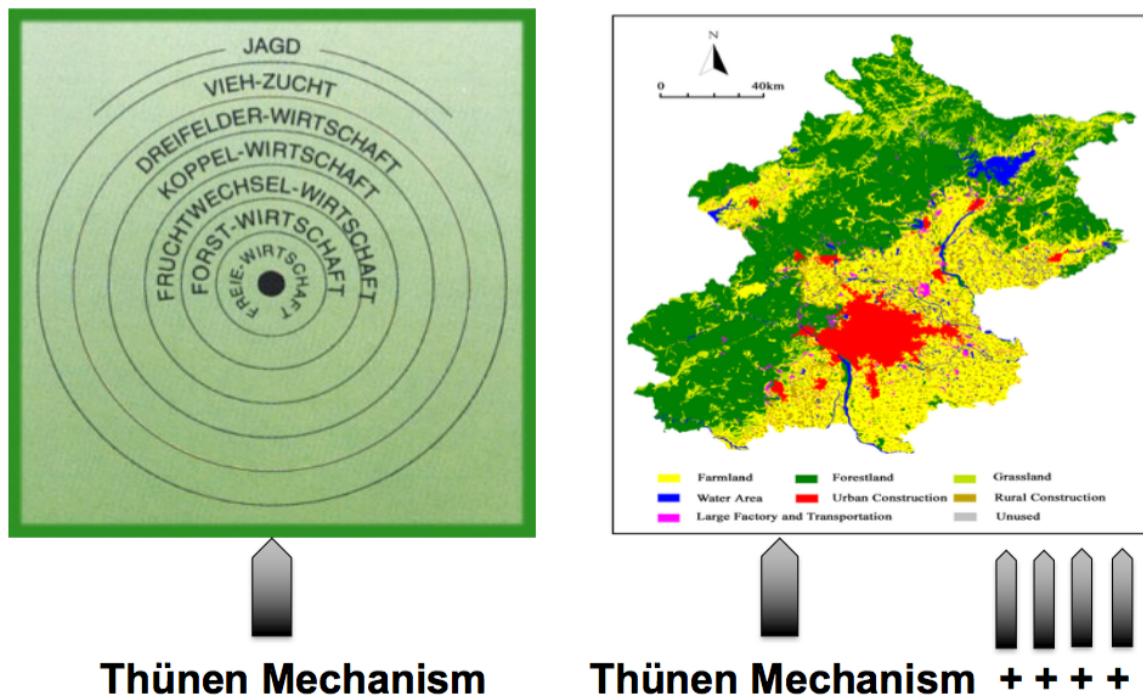 JAGD
VIEH-ZUCHT
DREIFELDER-WIRTSCHAFT
KOPPEL-WIRTSCHAFT
FRUCHTWECHSEL-WIRTSCHAFT
FORST-WIRTSCHAFT
FREIE-WIRTSCHAFT
N
0 40km
Farmland Forestland Grassland
Water Area Urban Construction Rural Construction
Large Factory and Transportation Unused
Thünen Mechanism
Thünen Mechanism + + + +